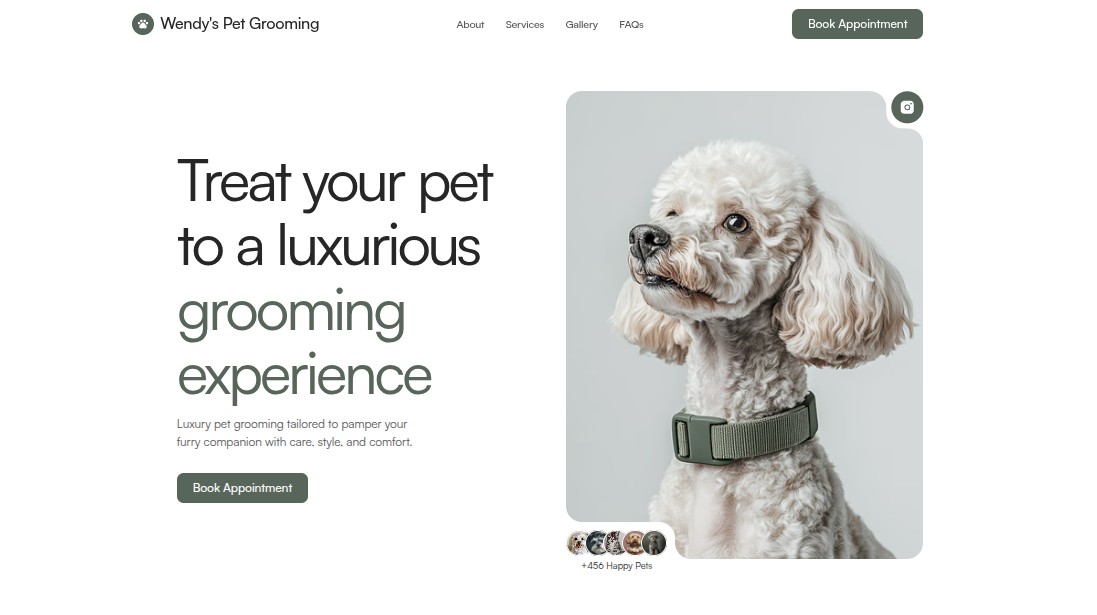 Wendy's Pet Grooming
About
Services
Gallery
FAQs
Book Appointment
Treat your pet
to a luxurious
grooming
experience
Luxury pet grooming tailored to pamper your
furry companion with care, style, and comfort.
Book Appointment
+456 Happy Pets